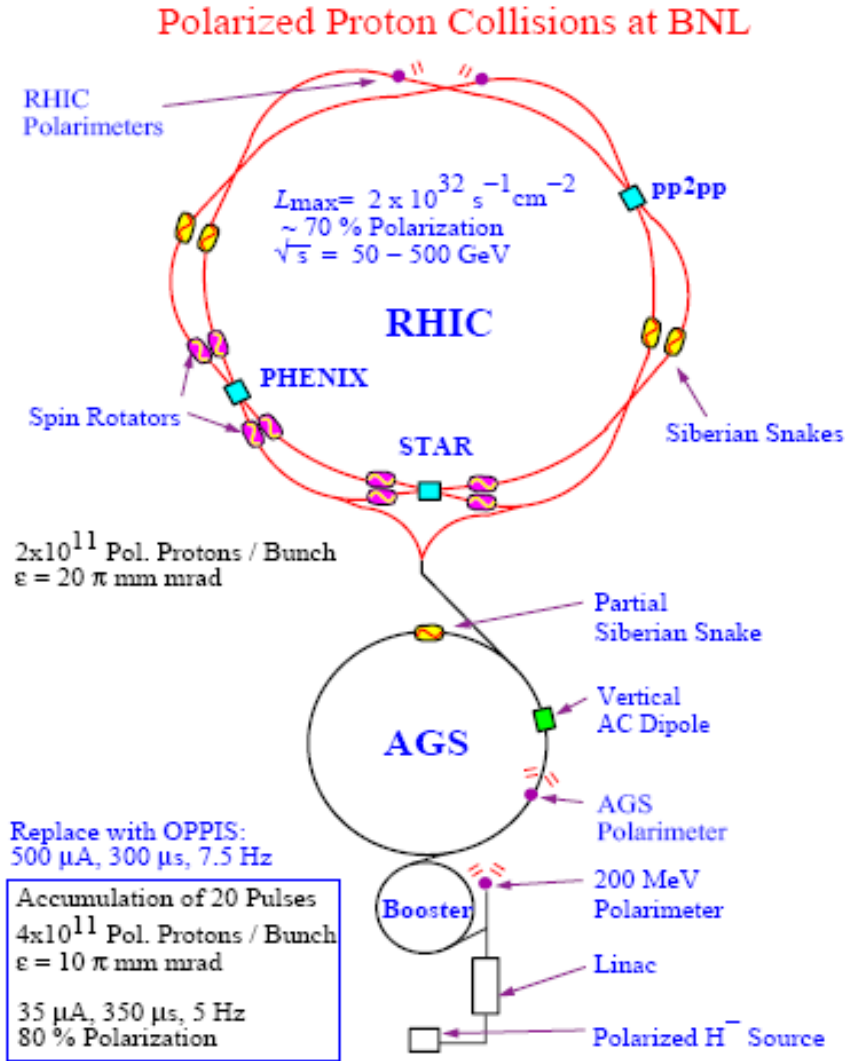 Polarized Proton Collisions at BNL
RHIC
Polarimeters
pp2pp
Lmax= 2 x 10^32 s^−1 cm^−2
~ 70 % Polarization
√s = 50 − 500 GeV
RHIC
PHENIX
Spin Rotators
Siberian Snakes
STAR
2x10^11 Pol. Protons / Bunch
ε = 20 π mm mrad
Partial
Siberian Snake
Vertical
AC Dipole
AGS
AGS
Polarimeter
Replace with OPPIS:
500 μA, 300 μs, 7.5 Hz
200 MeV
Polarimeter
Booster
Accumulation of 20 Pulses
4x10^11 Pol. Protons / Bunch
ε = 10 π mm mrad
35 μA, 350 μs, 5 Hz
80 % Polarization
Linac
Polarized H^− Source